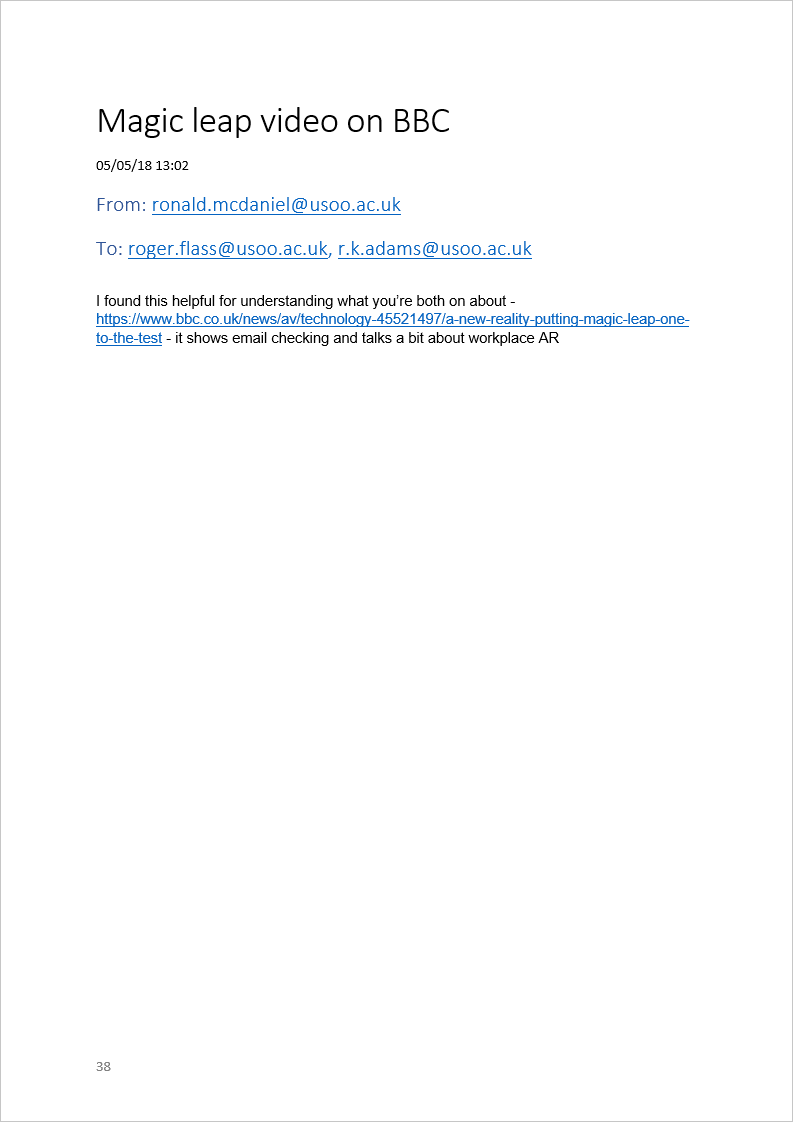 Magic leap video on BBC
05/05/18 13:02
From: ronald.mcdaniel@usoo.ac.uk
To: roger.flass@usoo.ac.uk, r.k.adams@usoo.ac.uk
I found this helpful for understanding what you’re both on about -
https://www.bbc.co.uk/news/av/technology-45521497/a-new-reality-putting-magic-leap-one-
to-the-test - it shows email checking and talks a bit about workplace AR
38